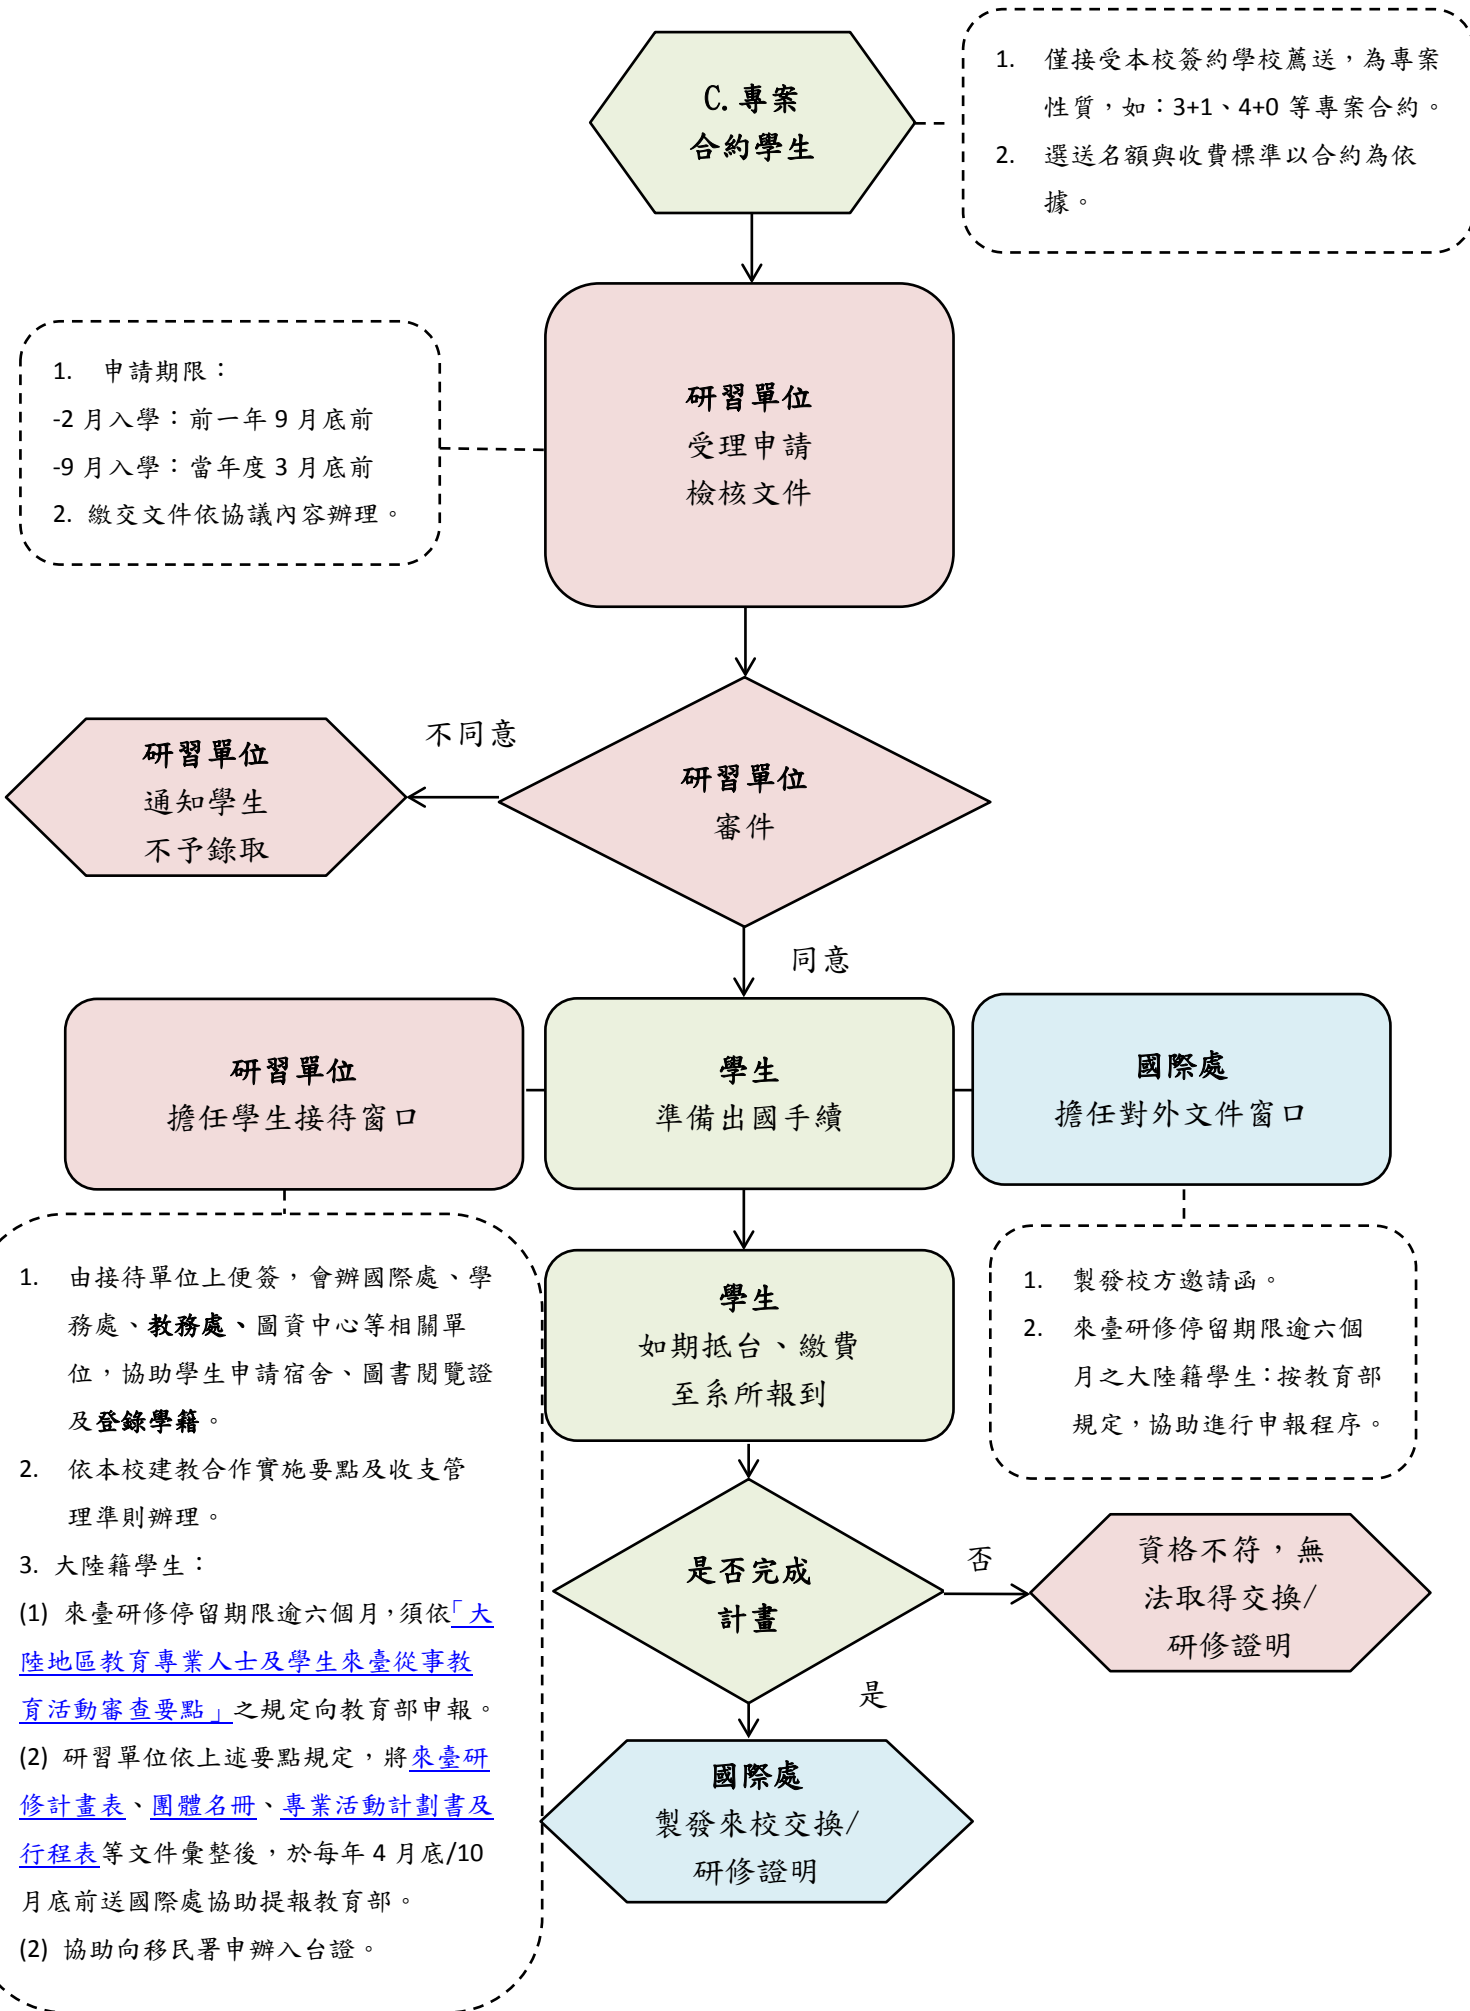 C.專案
合約學生
1. 僅接受本校簽約學校薦送，為專案
性質，如：3+1、4+0 等專案合約。
2. 選送名額與收費標準以合約為依
據。
研習單位
受理申請
檢核文件
1. 申請期限：
-2 月入學：前一年 9 月底前
-9 月入學：當年度 3 月底前
2. 繳交文件依協議內容辦理。
研習單位
審件
不同意
研習單位
通知學生
不予錄取
同意
研習單位
擔任學生接待窗口
學生
準備出國手續
國際處
擔任對外文件窗口
1. 由接待單位上便簽，會辦國際處、學
務處、教務處、圖資中心等相關單
位，協助學生申請宿舍、圖書閱覽證
及登錄學籍。
2. 依本校建教合作實施要點及收支管
理準則辦理。
3. 大陸籍學生：
(1) 來臺研修停留期限逾六個月，須依「大
陸地區教育專業人士及學生來臺從事教
育活動審查要點」之規定向教育部申報。
(2) 研習單位依上述要點規定，將來臺研
修計畫表、團體名冊、專業活動計劃書及
行程表等文件彙整後，於每年 4 月底/10
月底前送國際處協助提報教育部。
(2) 協助向移民署申辦入台證。
學生
如期抵台、繳費
至系所報到
1. 製發校方邀請函。
2. 來臺研修停留期限逾六個
月之大陸籍學生：按教育部
規定，協助進行申報程序。
是否完成
計畫
否
資格不符，無
法取得交換/
研修證明
是
國際處
製發來校交換/
研修證明